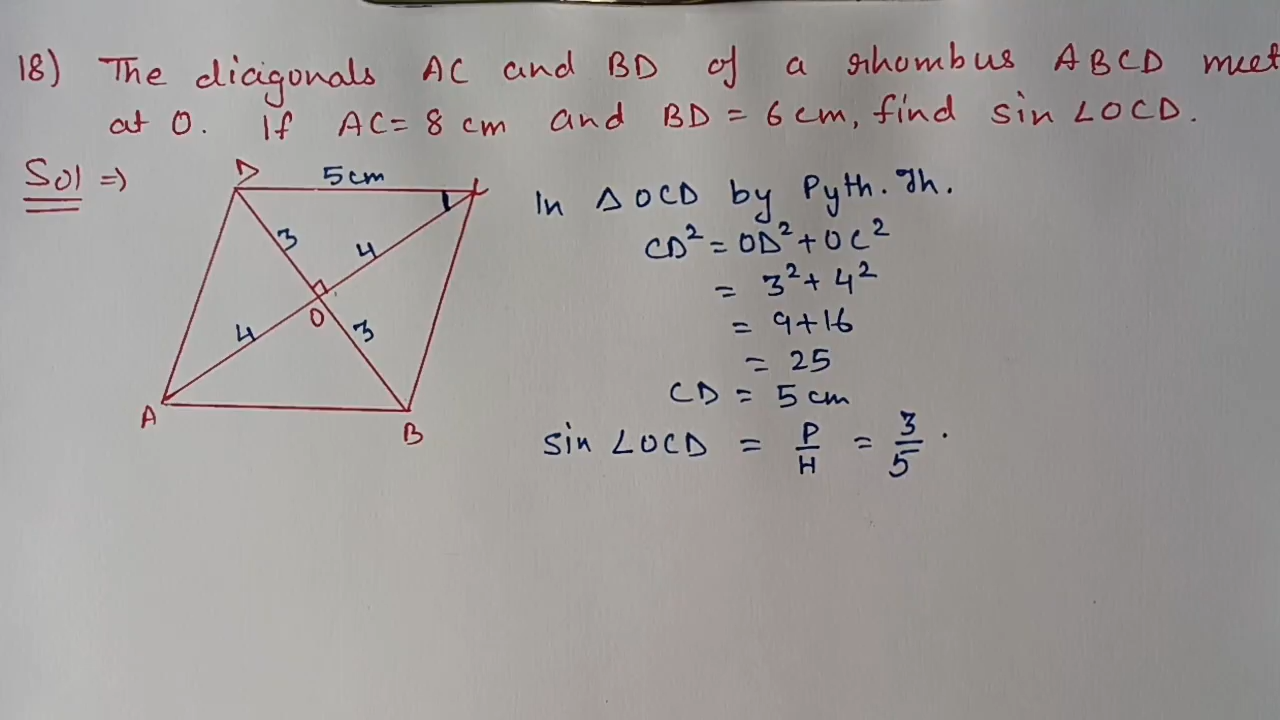 18) The diagonals AC and BD of a rhombus ABCD meet
at O. If AC = 8 cm and BD = 6 cm, find sin ∠OCD.
Sol ⇒
D 5cm C
3 4
O
4 3
A B
In △ OCD by Pyth. Th.
CD² = OD² + OC²
= 3² + 4²
= 9+16
= 25
CD = 5 cm
sin ∠OCD = P/H = 3/5 .